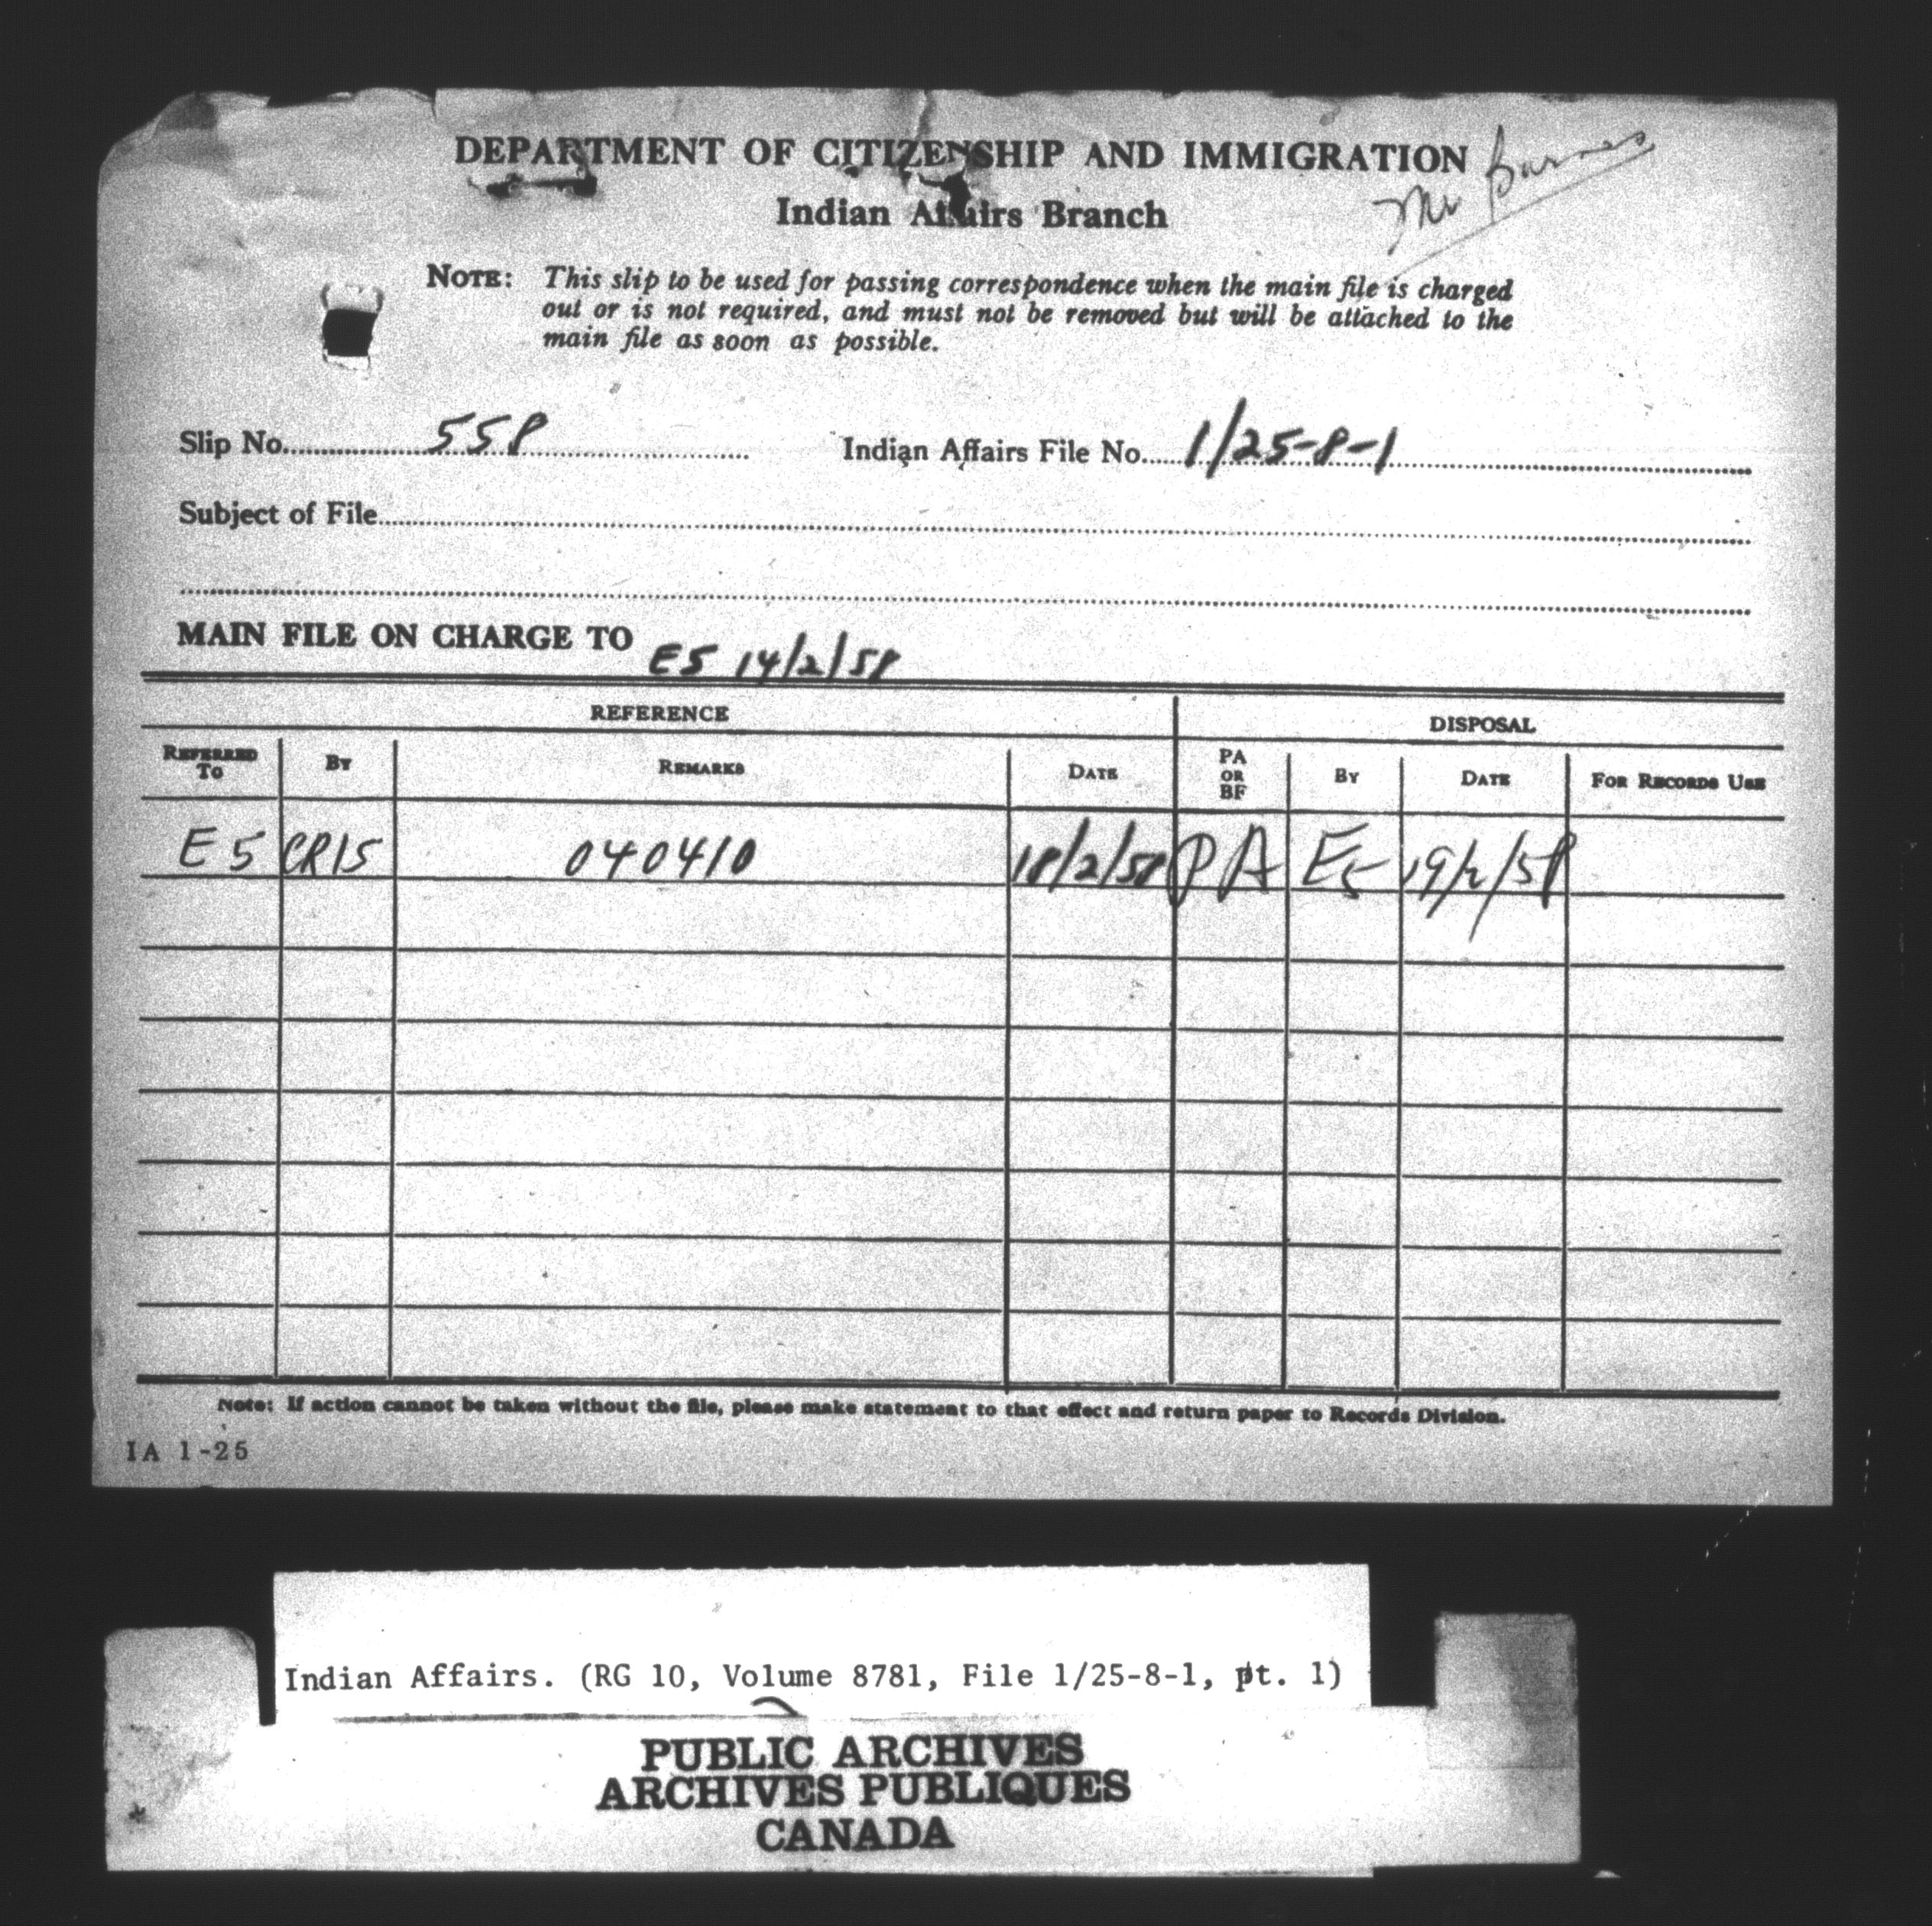 DEPARTMENT OF CITIZENSHIP AND IMMIGRATION
Mr Barnes
Indian Affairs Branch
NOTE: This slip to be used for passing correspondence when the main file is charged
out or is not required, and must not be removed but will be attached to the
main file as soon as possible.
Slip No. 558 Indian Affairs File No. 1/25-8-1
Subject of File
MAIN FILE ON CHARGE TO E5 14/2/58
REFERENCE DISPOSAL
REFERRED TO BY REMARKS DATE PA OR BF BY DATE FOR RECORDS USE
E5 CR15 040410 18/2/58 PA E5 19/2/58
Note: If action cannot be taken without the file, please make statement to that effect and return paper to Records Division.
IA 1-25
Indian Affairs. (RG 10, Volume 8781, File 1/25-8-1, pt. 1)
PUBLIC ARCHIVES
ARCHIVES PUBLIQUES
CANADA